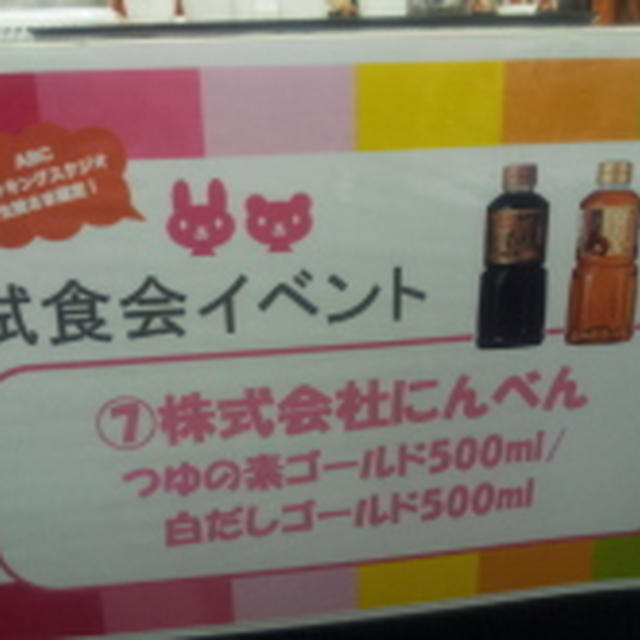 ABC
ッキングスタジオ
試食会イベント
⑦株式会社にんべん
つゆの素ゴールド500ml/
白だしゴールド500ml